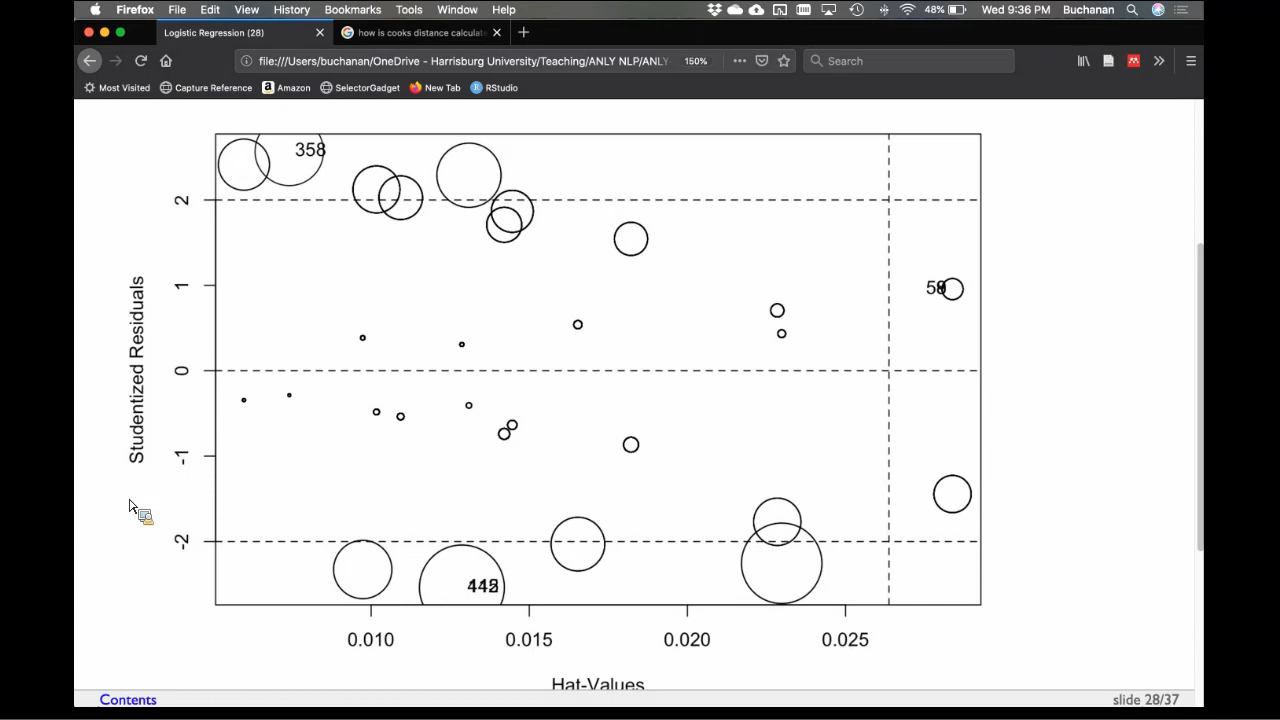 Firefox File Edit View History Bookmarks Tools Window Help 48% Wed 9:36 PM Buchanan
Logistic Regression (28) how is cooks distance calculat
file:///Users/buchanan/OneDrive - Harrisburg University/Teaching/ANLY NLP/ANLY 150% Search
Most Visited Capture Reference Amazon SelectorGadget New Tab RStudio
358
2
1
0
-1
-2
Studentized Residuals
0.010 0.015 0.020 0.025
Hat-Values
Contents slide 28/37